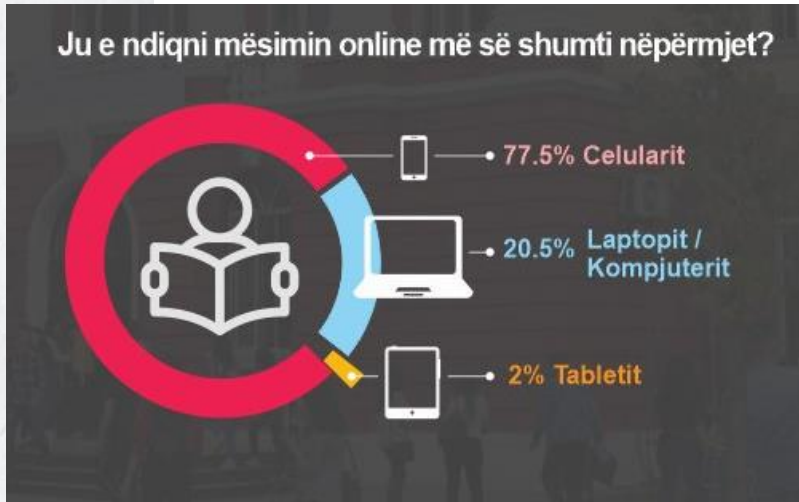 Ju e ndiqni mësimin online më së shumti nëpërmjet?
77.5% Celularit
20.5% Laptopit /
Kompjuterit
2% Tabletit